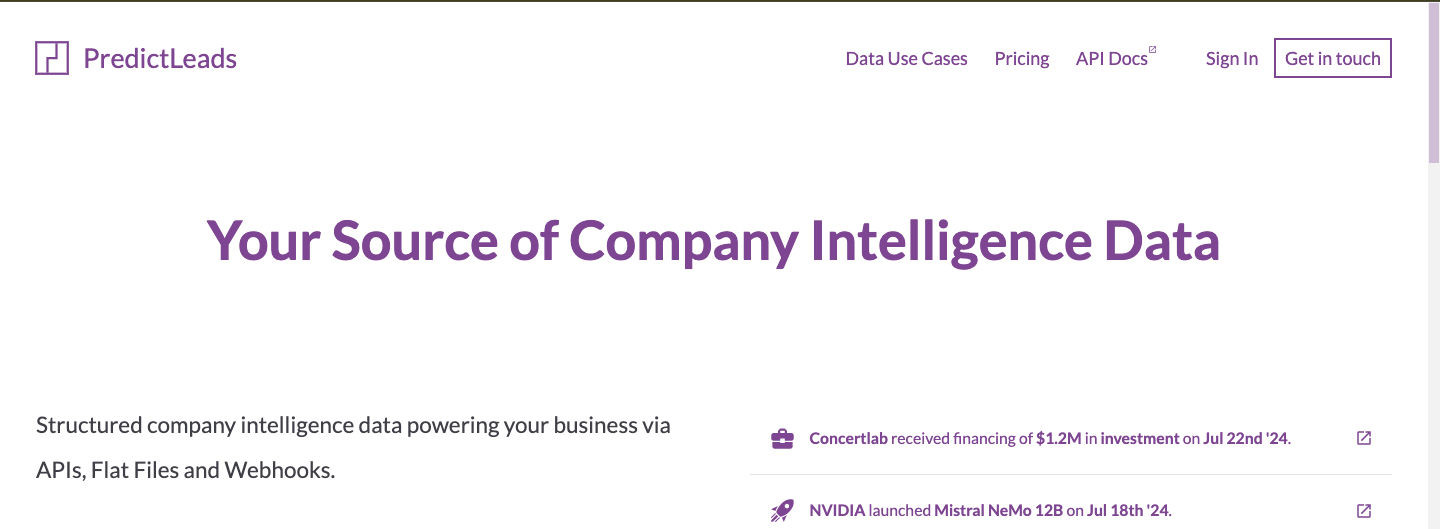 PredictLeads
Data Use Cases Pricing API Docs Sign In Get in touch
Your Source of Company Intelligence Data
Structured company intelligence data powering your business via
APIs, Flat Files and Webhooks.
Concertlab received financing of $1.2M in investment on Jul 22nd '24.
NVIDIA launched Mistral NeMo 12B on Jul 18th '24.